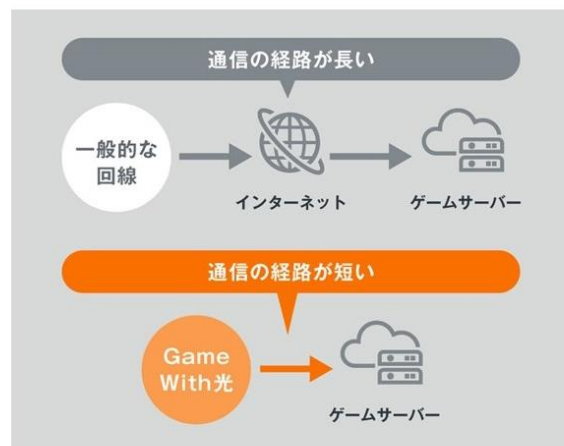 通信の経路が長い
一般的な
回線
インターネット
ゲームサーバー
通信の経路が短い
Game
With光
ゲームサーバー